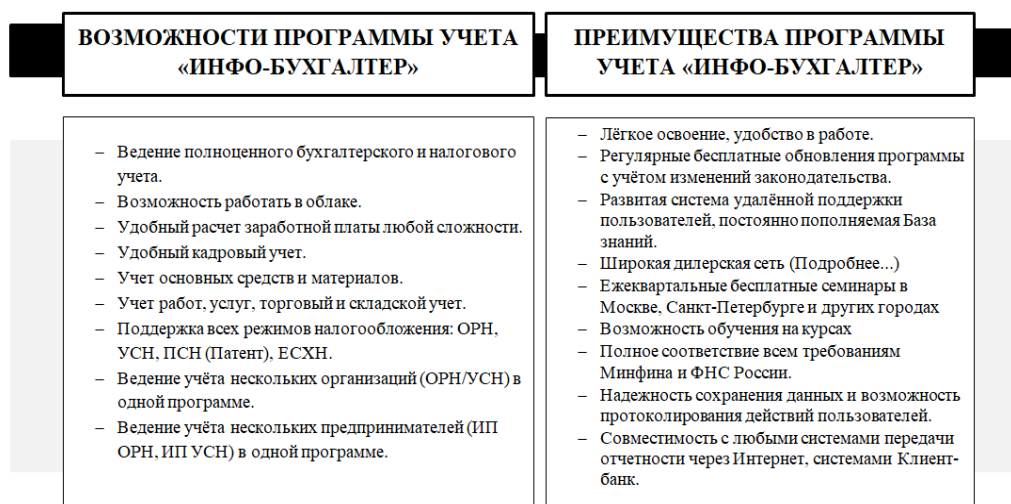 ВОЗМОЖНОСТИ ПРОГРАММЫ УЧЕТА
«ИНФО-БУХГАЛТЕР»
– Ведение полноценного бухгалтерского и налогового
учета.
– Возможность работать в облаке.
– Удобный расчет заработной платы любой сложности.
– Удобный кадровый учет.
– Учет основных средств и материалов.
– Учет работ, услуг, торговый и складской учет.
– Поддержка всех режимов налогообложения: ОРН,
УСН, ПСН (Патент), ЕСХН.
– Ведение учёта нескольких организаций (ОРН/УСН) в
одной программе.
– Ведение учёта нескольких предпринимателей (ИП
ОРН, ИП УСН) в одной программе.
ПРЕИМУЩЕСТВА ПРОГРАММЫ
УЧЕТА «ИНФО-БУХГАЛТЕР»
– Лёгкое освоение, удобство в работе.
– Регулярные бесплатные обновления программы
с учётом изменений законодательства.
– Развитая система удалённой поддержки
пользователей, постоянно пополняемая База
знаний.
– Широкая дилерская сеть (Подробнее...)
– Ежеквартальные бесплатные семинары в
Москве, Санкт-Петербурге и других городах
– Возможность обучения на курсах
– Полное соответствие всем требованиям
Минфина и ФНС России.
– Надежность сохранения данных и возможность
протоколирования действий пользователей.
– Совместимость с любыми системами передачи
отчетности через Интернет, системами Клиент-
банк.